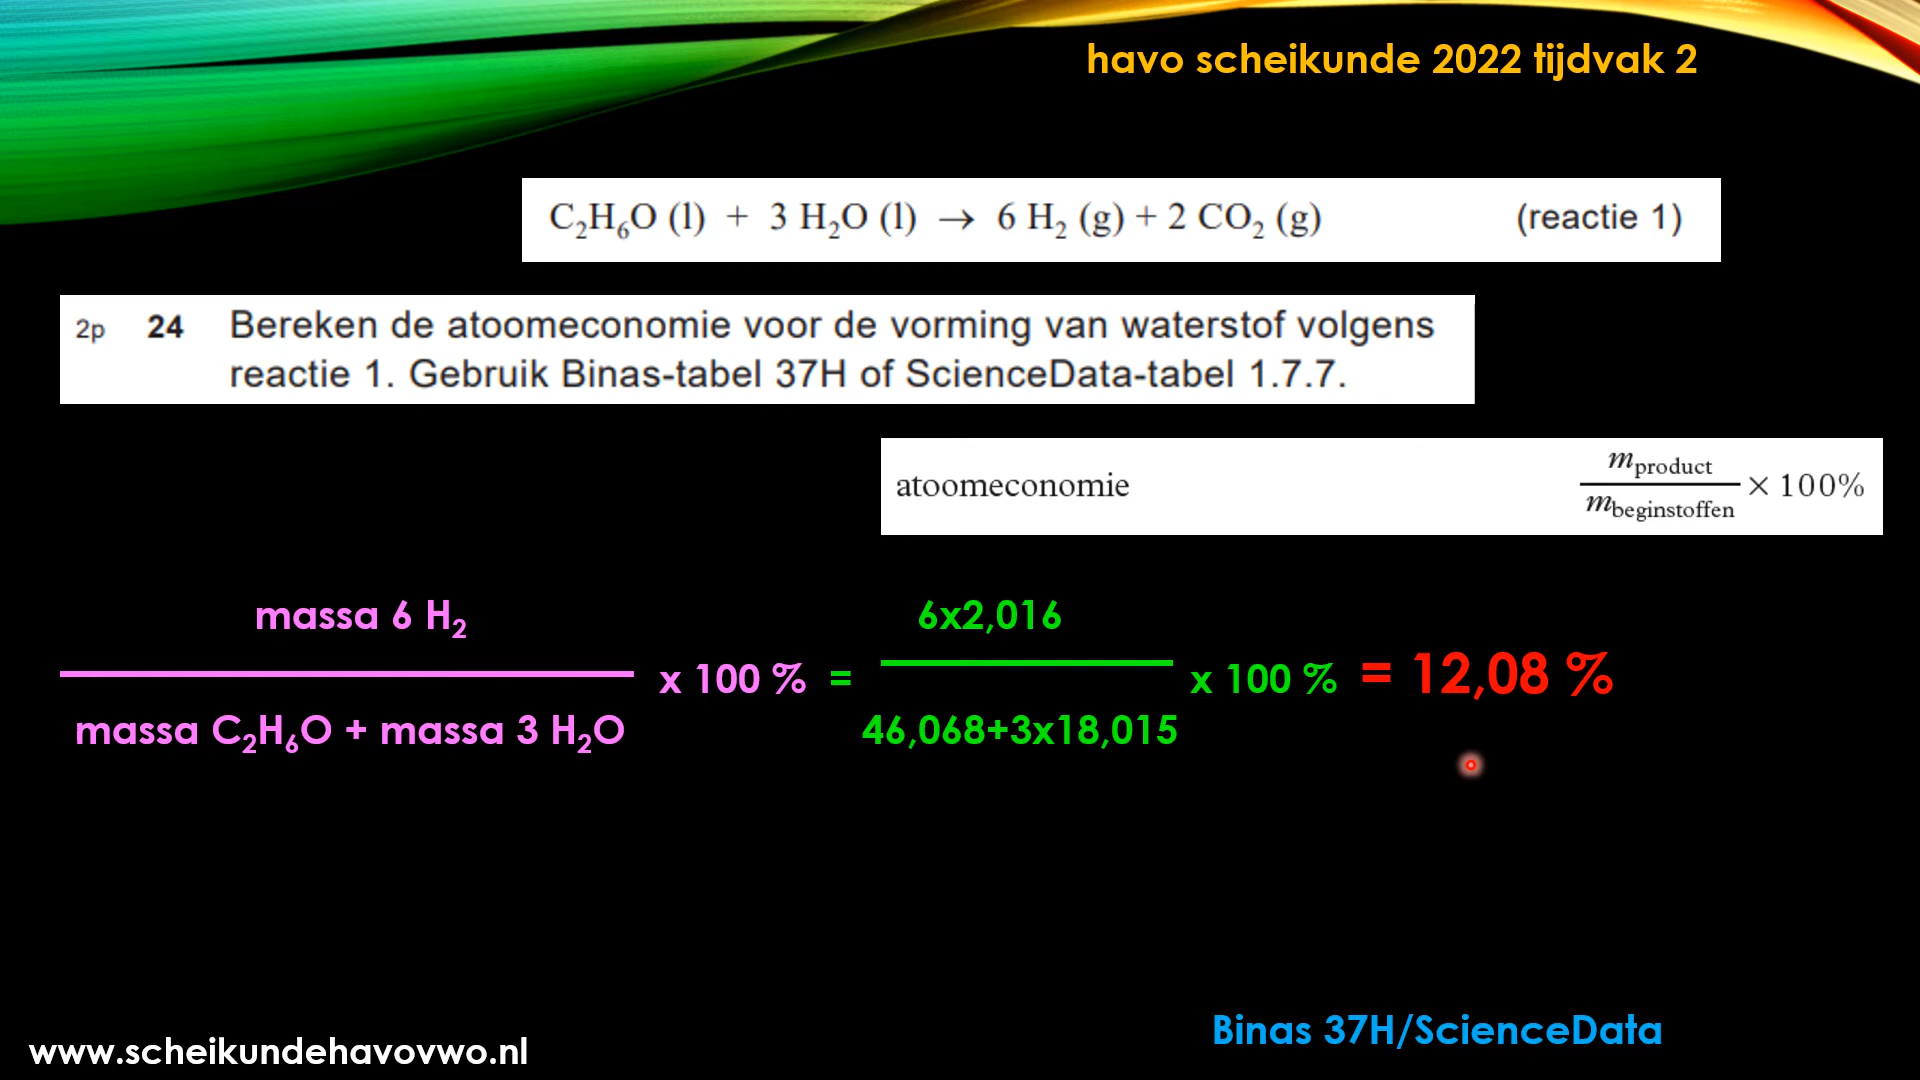 havo scheikunde 2022 tijdvak 2
C₂H₆O (l) + 3 H₂O (l) → 6 H₂ (g) + 2 CO₂ (g) (reactie 1)
2p 24 Bereken de atoomeconomie voor de vorming van waterstof volgens
reactie 1. Gebruik Binas-tabel 37H of ScienceData-tabel 1.7.7.
m product
atoomeconomie × 100%
m beginstoffen
massa 6 H₂
massa C₂H₆O + massa 3 H₂O
x 100 % =
6x2,016
46,068+3x18,015
x 100 % = 12,08 %
Binas 37H/ScienceData
www.scheikundehavovwo.nl